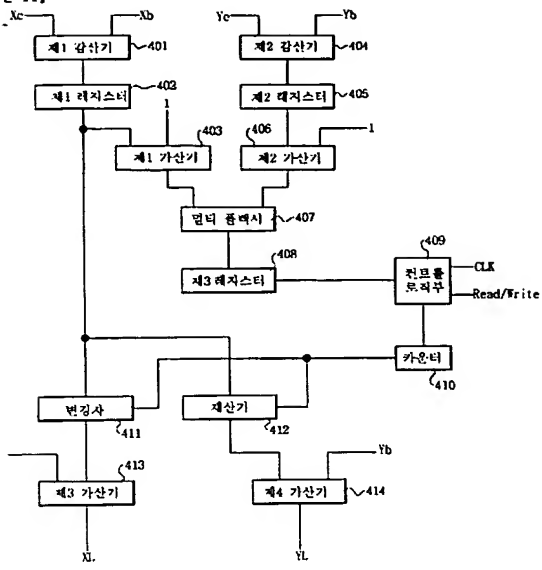 Xc
Xb
Yc
Yb
제1 감산기
401
제2 감산기
404
402
제1 레지스터
제2 레지스터
405
1
403
406
1
제1 가산기
제2 가산기
멀티 플렉시
407
408
제3 레지스터
409
컨트롤
로직부
CLK
Read/Write
카운터
410
411
제산기
412
Yb
413
제3 가산기
제4 가산기
414
XL
YL